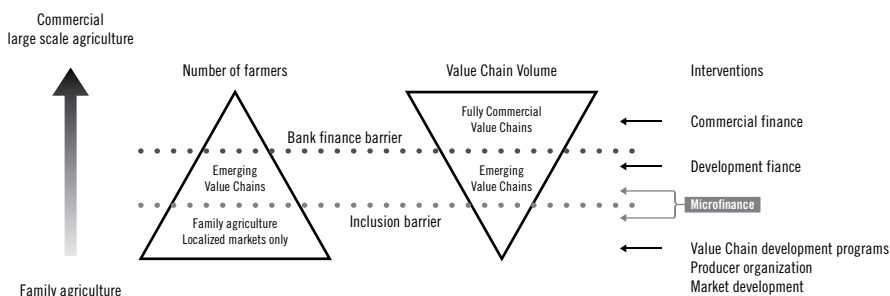 Commercial
large scale agriculture
Number of farmers
Value Chain Volume
Interventions
Fully Commercial
Value Chains
Commercial finance
Bank finance barrier
Emerging
Value Chains
Emerging
Value Chains
Development fiance
Microfinance
Family agriculture
Localized markets only
Inclusion barrier
Value Chain development programs
Producer organization
Market development
Family agriculture